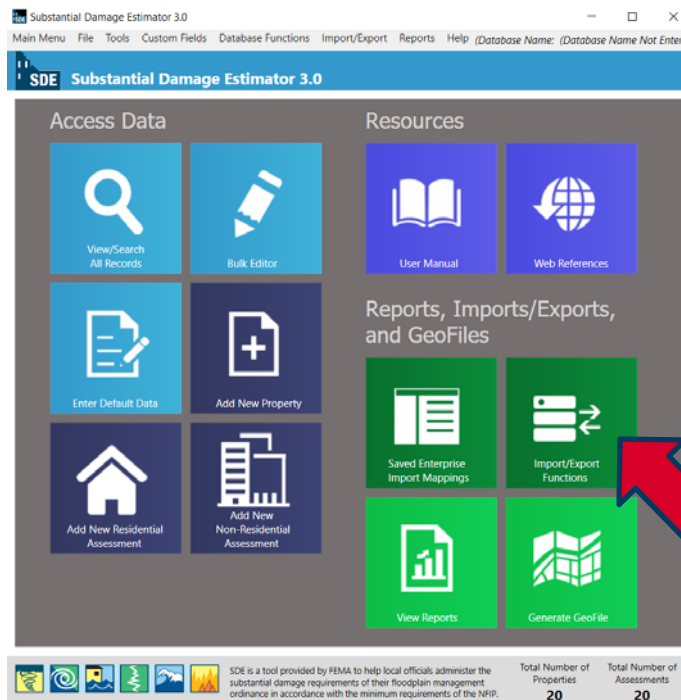 SDE Substantial Damage Estimator 3.0
Main Menu File Tools Custom Fields Database Functions Import/Export Reports Help (Database Name: (Database Name Not Enter
SDE Substantial Damage Estimator 3.0
Access Data
View/Search
All Records
Bulk Editor
Enter Default Data
Add New Property
Add New Residential
Assessment
Add New
Non-Residential
Assessment
Resources
User Manual
Web References
Reports, Imports/Exports,
and GeoFiles
Saved Enterprise
Import Mappings
Import/Export
Functions
View Reports
Generate GeoFile
SDE is a tool provided by FEMA to help local officials administer the
substantial damage requirements of their floodplain management
ordinance in accordance with the minimum requirements of the NFIP.
Total Number of
Properties
20
Total Number of
Assessments
20